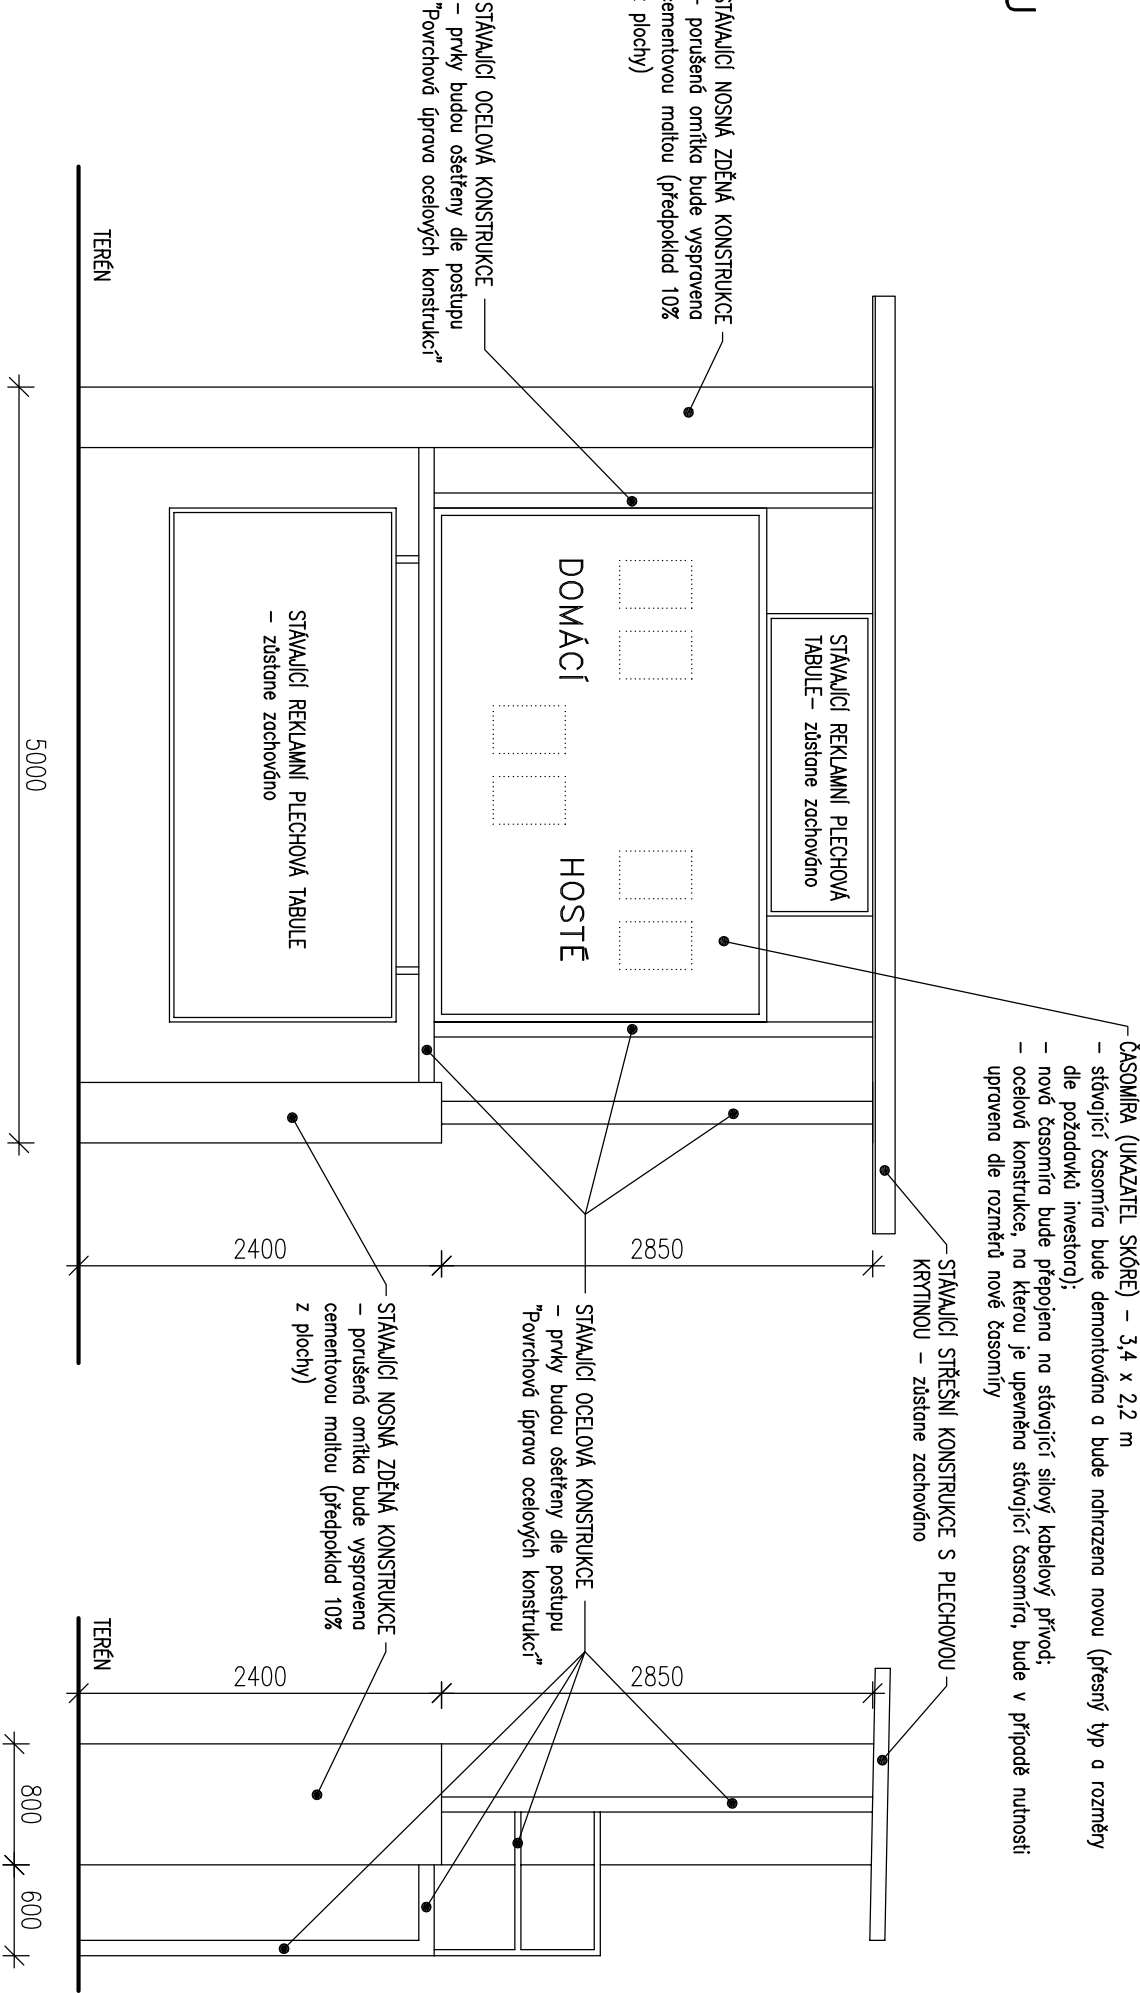 ČASOMÍRA (UKAZATEL SKÓRE) – 3,4 x 2,2 m
– stávající časomíra bude demontována a bude nahrazena novou (přesný typ a rozměry
dle požadavků investora);
– nová časomíra bude přepojena na stávající silový kabelový přívod;
– ocelová konstrukce, na kterou je upevněna stávající časomíra, bude v případě nutnosti
upravena dle rozměrů nové časomíry
STÁVAJÍCÍ STŘEŠNÍ KONSTRUKCE S PLECHOVOU
KRYTINOU – zůstane zachováno
STÁVAJÍCÍ NOSNÁ ZDĚNÁ KONSTRUKCE
– porušená omítka bude vyspravena
cementovou maltou (předpoklad 10%
z plochy)
STÁVAJÍCÍ OCELOVÁ KONSTRUKCE
– prvky budou ošetřeny dle postupu
"Povrchová úprava ocelových konstrukcí"
STÁVAJÍCÍ REKLAMNÍ PLECHOVÁ
TABULE– zůstane zachováno
DOMÁCÍ
HOSTÉ
STÁVAJÍCÍ REKLAMNÍ PLECHOVÁ TABULE
– zůstane zachováno
TERÉN
5000
2850
2400
STÁVAJÍCÍ OCELOVÁ KONSTRUKCE
– prvky budou ošetřeny dle postupu
"Povrchová úprava ocelových konstrukcí"
STÁVAJÍCÍ NOSNÁ ZDĚNÁ KONSTRUKCE
– porušená omítka bude vyspravena
cementovou maltou (předpoklad 10%
z plochy)
2850
2400
TERÉN
800
600